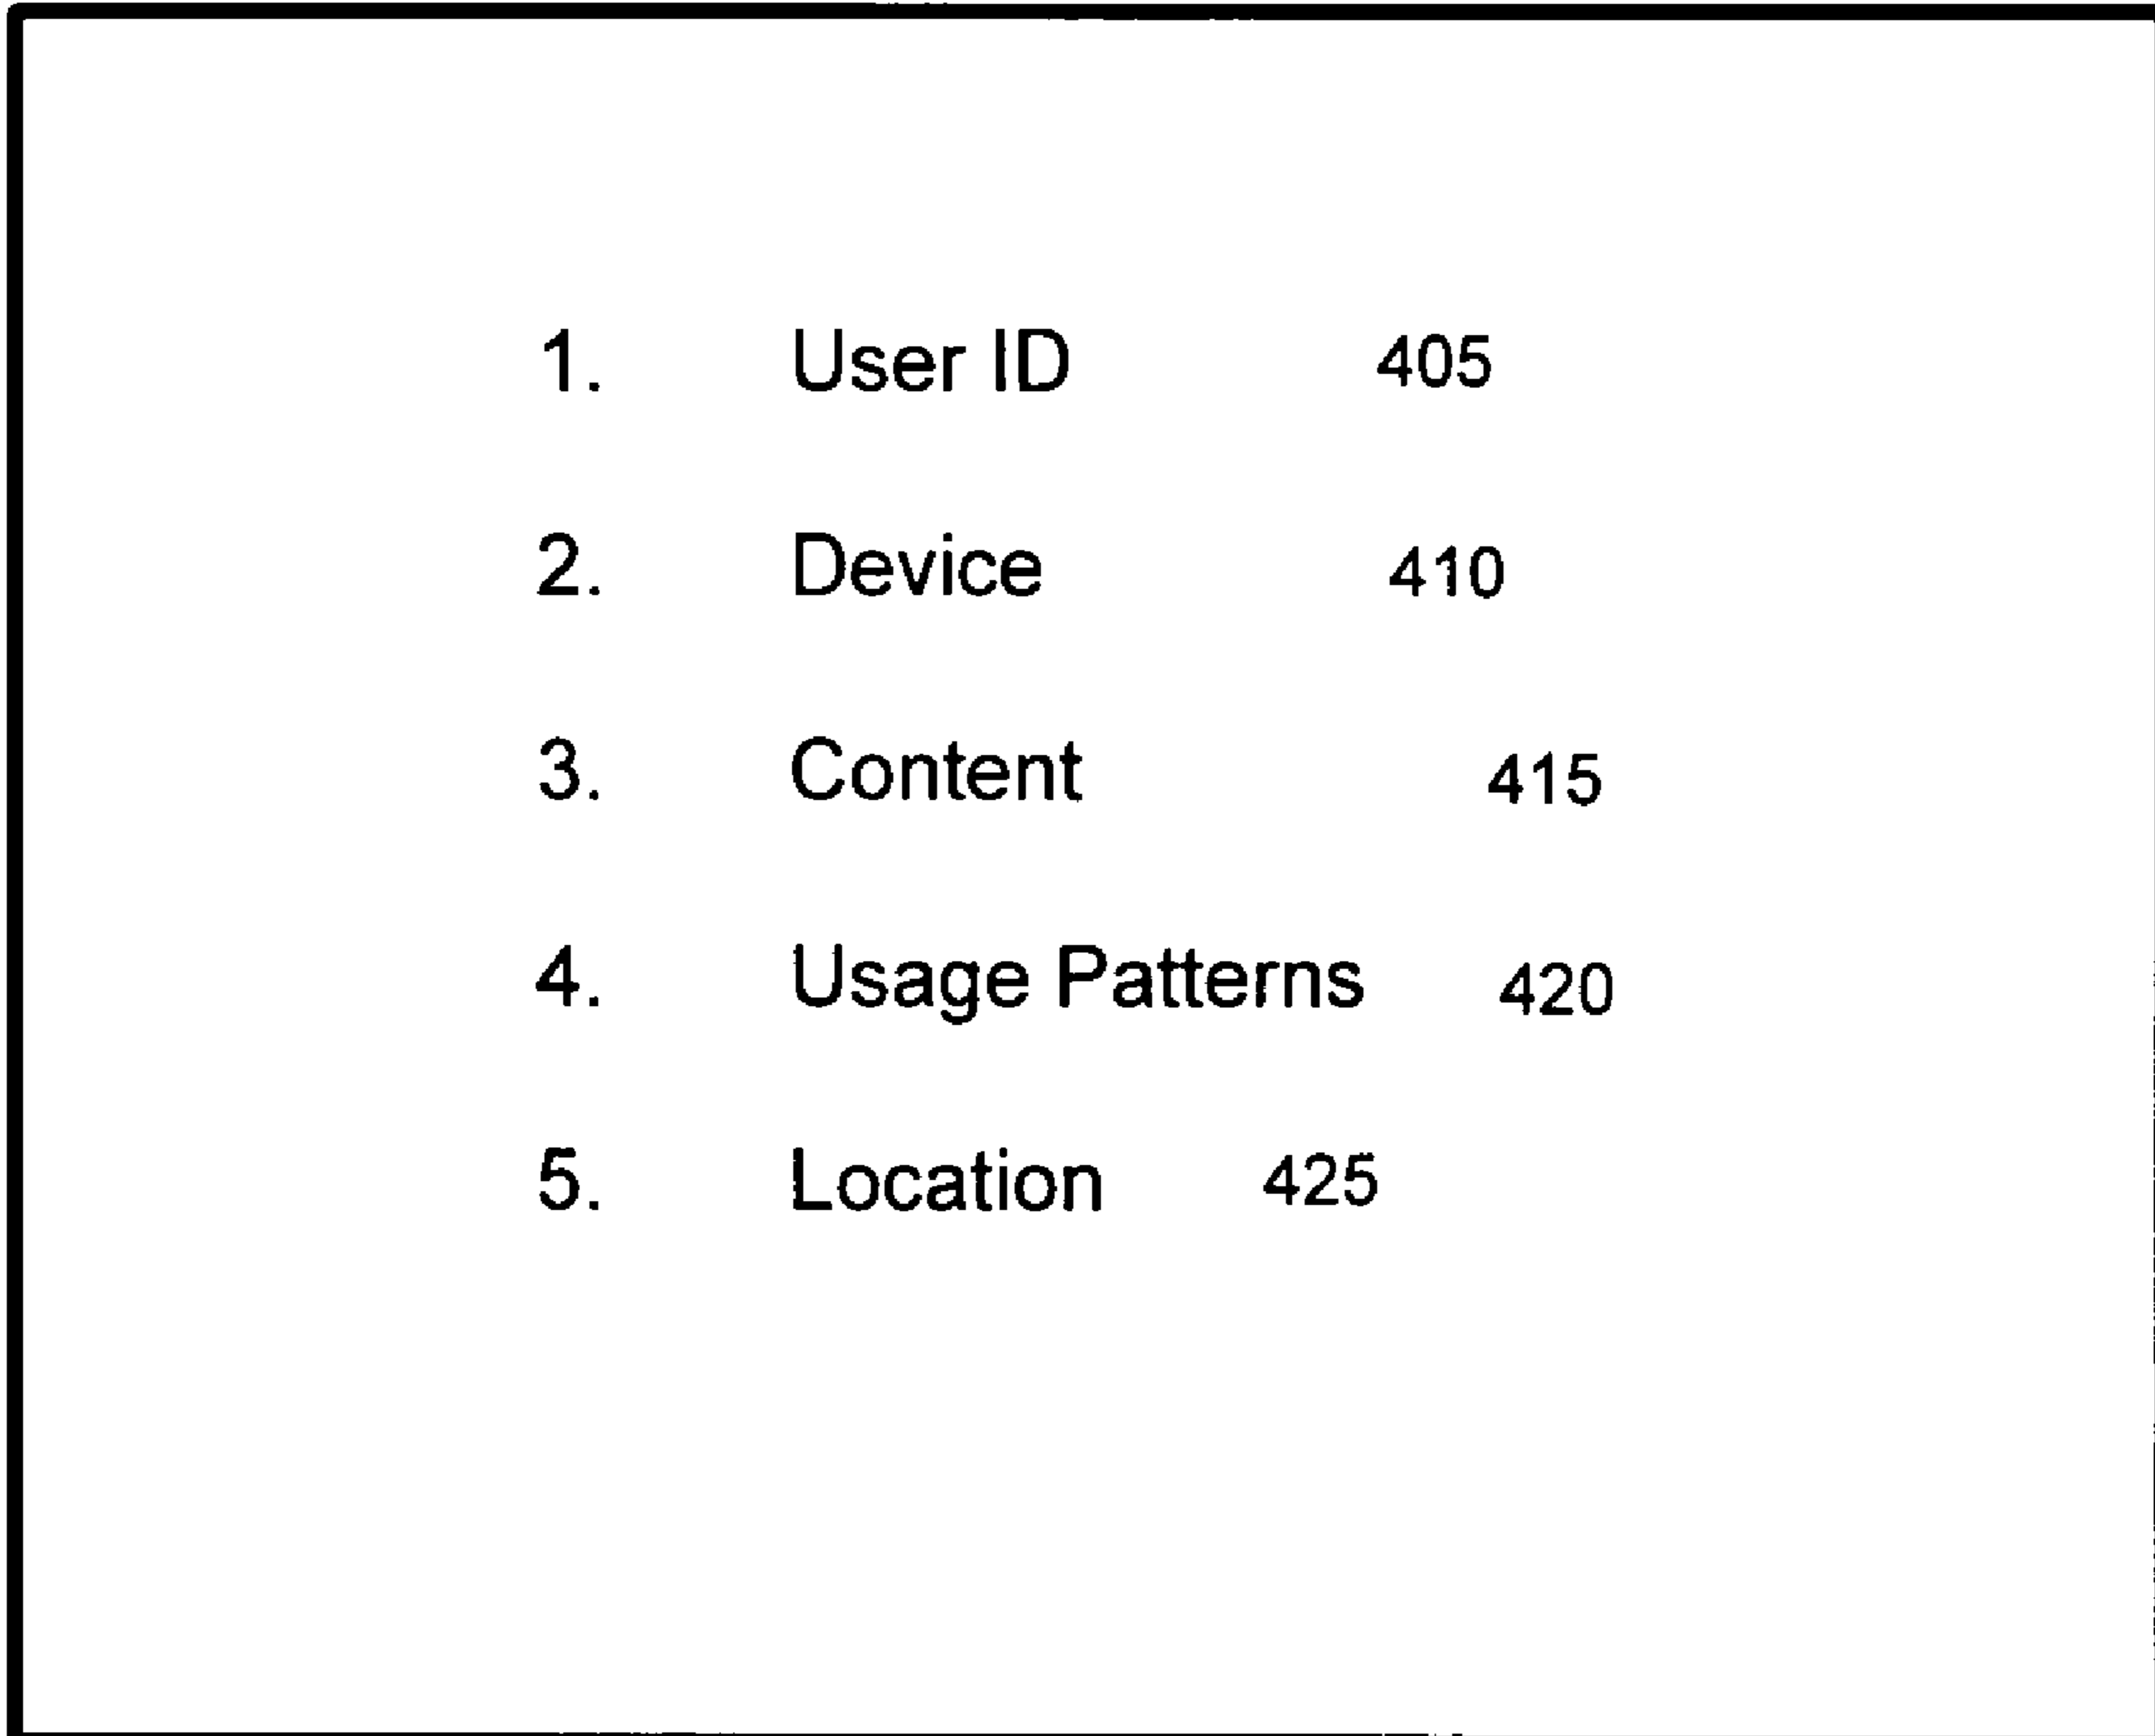 1. User ID 405
2. Device 410
3. Content 415
4. Usage Patterns 420
5. Location 425